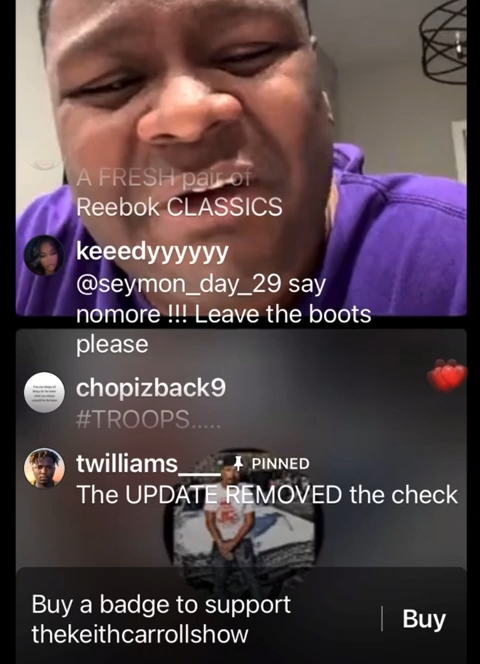 A FRESH pair of
Reebok CLASSICS
keeedyyyyyy
@seymon_day_29 say
nomore !!! Leave the boots
please
chopizback9
#TROOPS.....
twilliams___ PINNED
The UPDATE REMOVED the check
Buy a badge to support
thekeithcarrollshow
Buy